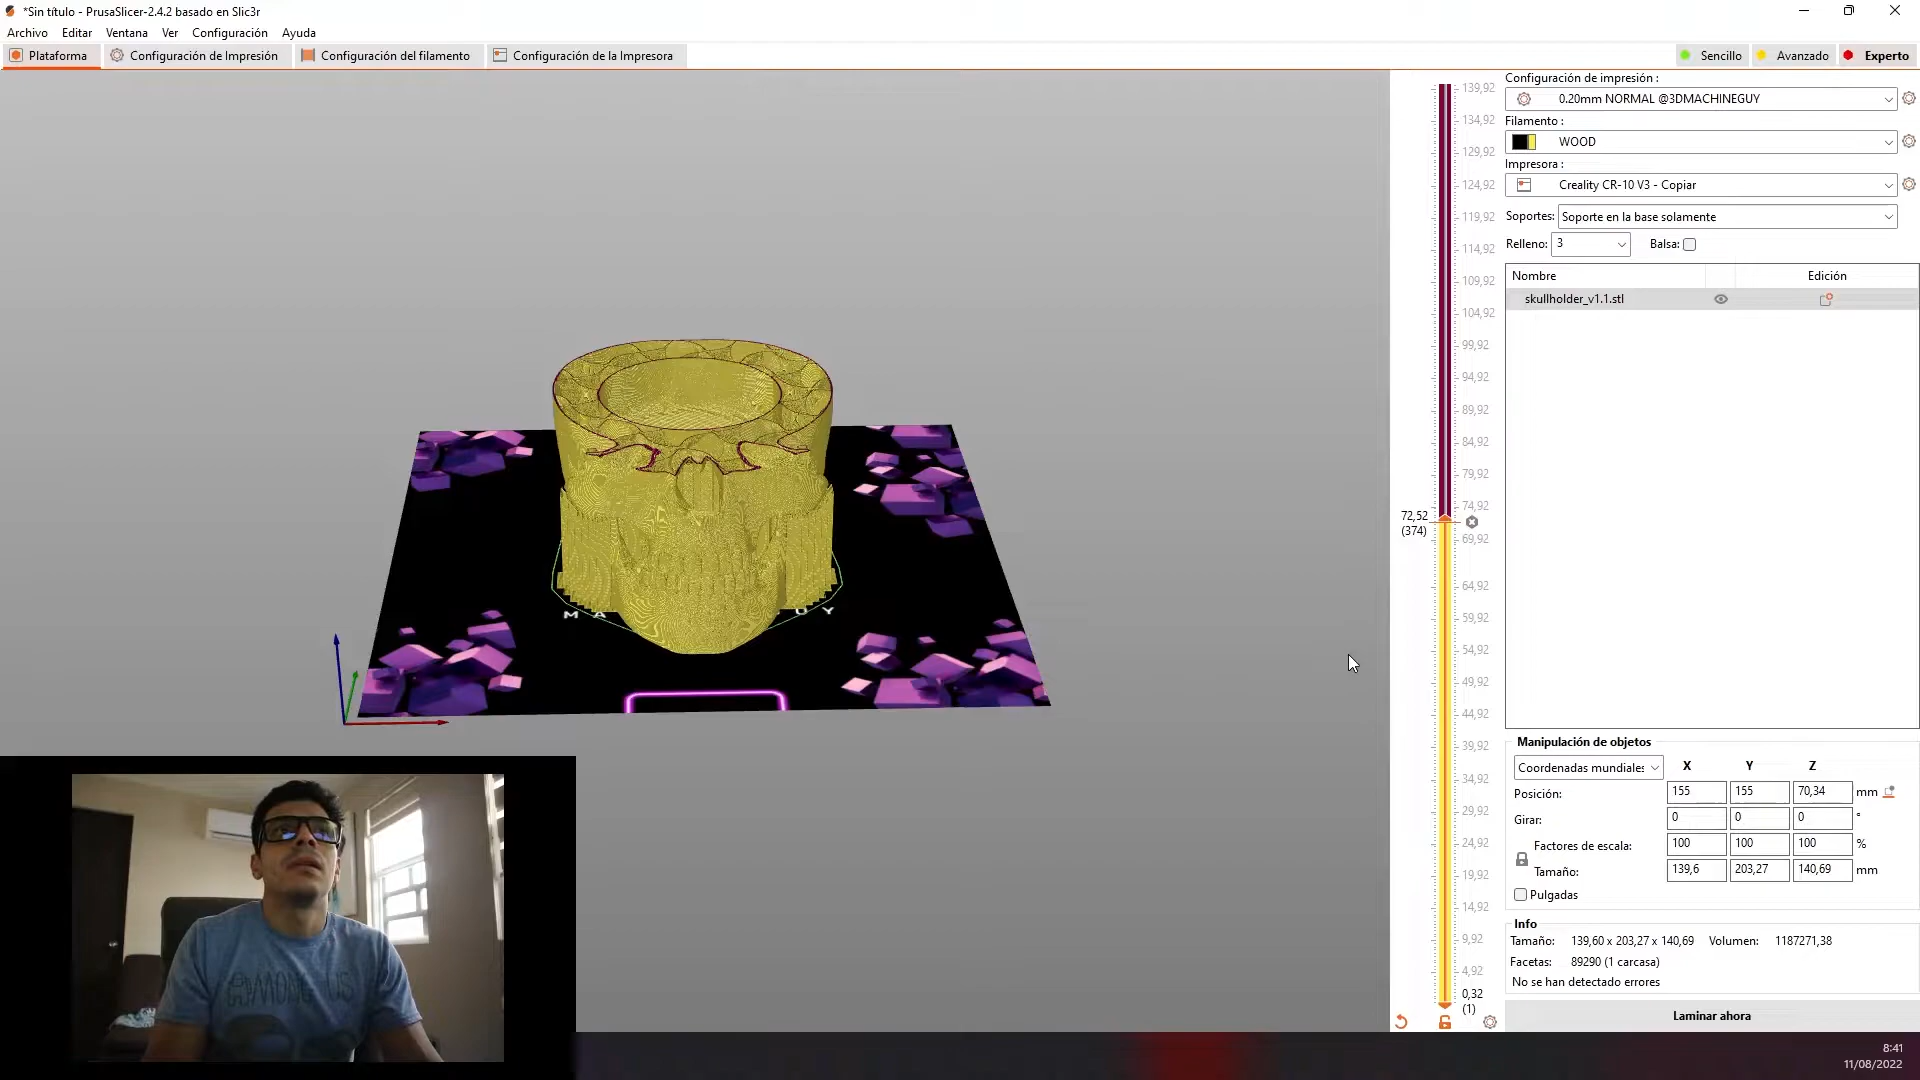 *Sin título - PrusaSlicer-2.4.2 basado en Slic3r
Archivo Editar Ventana Ver Configuración Ayuda
Plataforma Configuración de Impresión Configuración del filamento Configuración de la Impresora Sencillo Avanzado Experto
Configuración de impresión :
0.20mm NORMAL @3DMACHINEGUY
Filamento :
WOOD
Impresora :
Creality CR-10 V3 - Copiar
Soportes: Soporte en la base solamente
Relleno: 3 Balsa:
Nombre Edición
skullholder_v1.1.stl
139,92
134,92
129,92
124,92
119,92
114,92
109,92
104,92
99,92
94,92
89,92
84,92
79,92
74,92
72,52
(374)
69,92
64,92
59,92
54,92
49,92
44,92
39,92
34,92
29,92
24,92
19,92
14,92
9,92
4,92
0,32
(1)
M A U Y
Manipulación de objetos
Coordenadas mundiales X Y Z
Posición: 155 155 70,34 mm
Girar: 0 0 0 °
Factores de escala: 100 100 100 %
Tamaño: 139,6 203,27 140,69 mm
Pulgadas
Info
Tamaño: 139,60 x 203,27 x 140,69 Volumen: 1187271,38
Facetas: 89290 (1 carcasa)
No se han detectado errores
Laminar ahora
AMONG US
8:41
11/08/2022